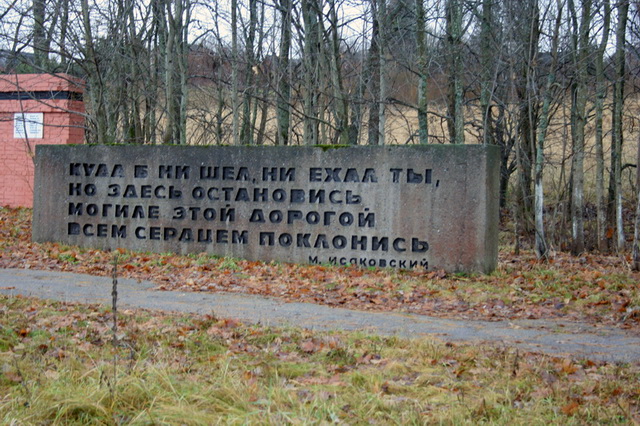 КУДА Б НИ ШЕЛ, НИ ЕХАЛ ТЫ,
НО ЗДЕСЬ ОСТАНОВИСЬ
МОГИЛЕ ЭТОЙ ДОРОГОЙ
ВСЕМ СЕРДЦЕМ ПОКЛОНИСЬ
М. ИСАКОВСКИЙ